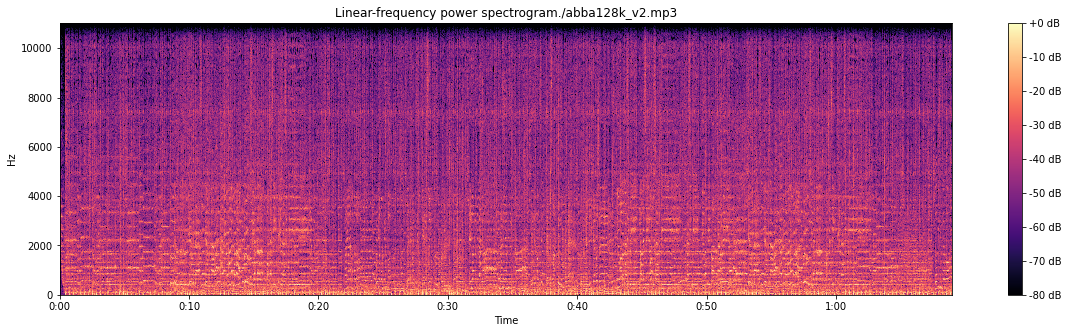 Linear-frequency power spectrogram./abba128k_v2.mp3
Hz
10000
8000
6000
4000
2000
0
0:00 0:10 0:20 0:30 0:40 0:50 1:00
Time
+0 dB
-10 dB
-20 dB
-30 dB
-40 dB
-50 dB
-60 dB
-70 dB
-80 dB